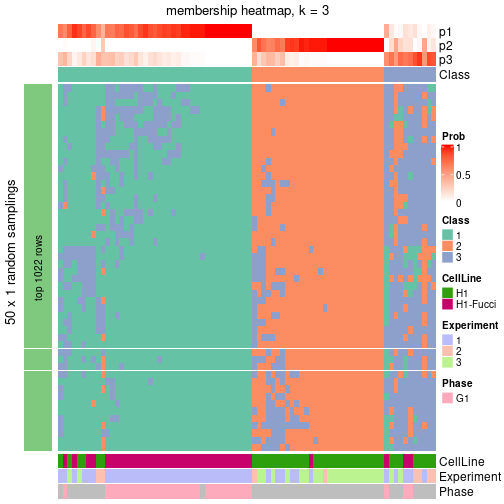 membership heatmap, k = 3
p1
p2
p3
Class
50 x 1 random samplings
top 1022 rows
Prob
1
0.5
0
Class
1
2
3
CellLine
H1
H1-Fucci
Experiment
1
2
3
Phase
G1
CellLine
Experiment
Phase